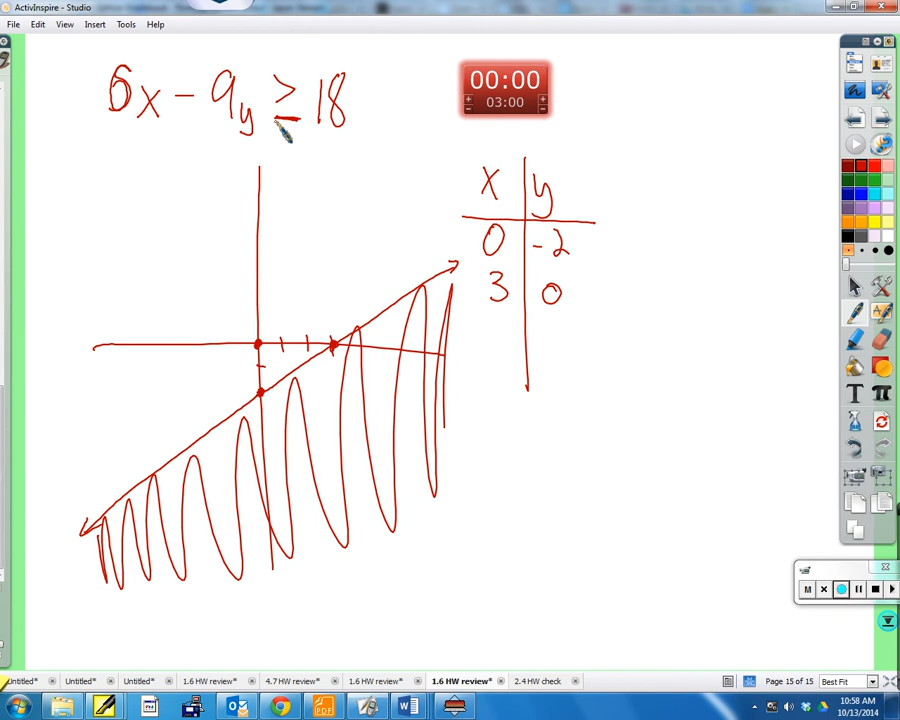 ActivInspire - Studio
File Edit View Insert Tools Help
6x - 9y ≥ 18
00:00
03:00
x y
0 -2
3 0
M
Untitled* Untitled* Untitled* 1.6 HW review* 4.7 HW review* 1.6 HW review* 1.6 HW review* 2.4 HW check
Page 15 of 15 Best Fit
10:58 AM
10/13/2014